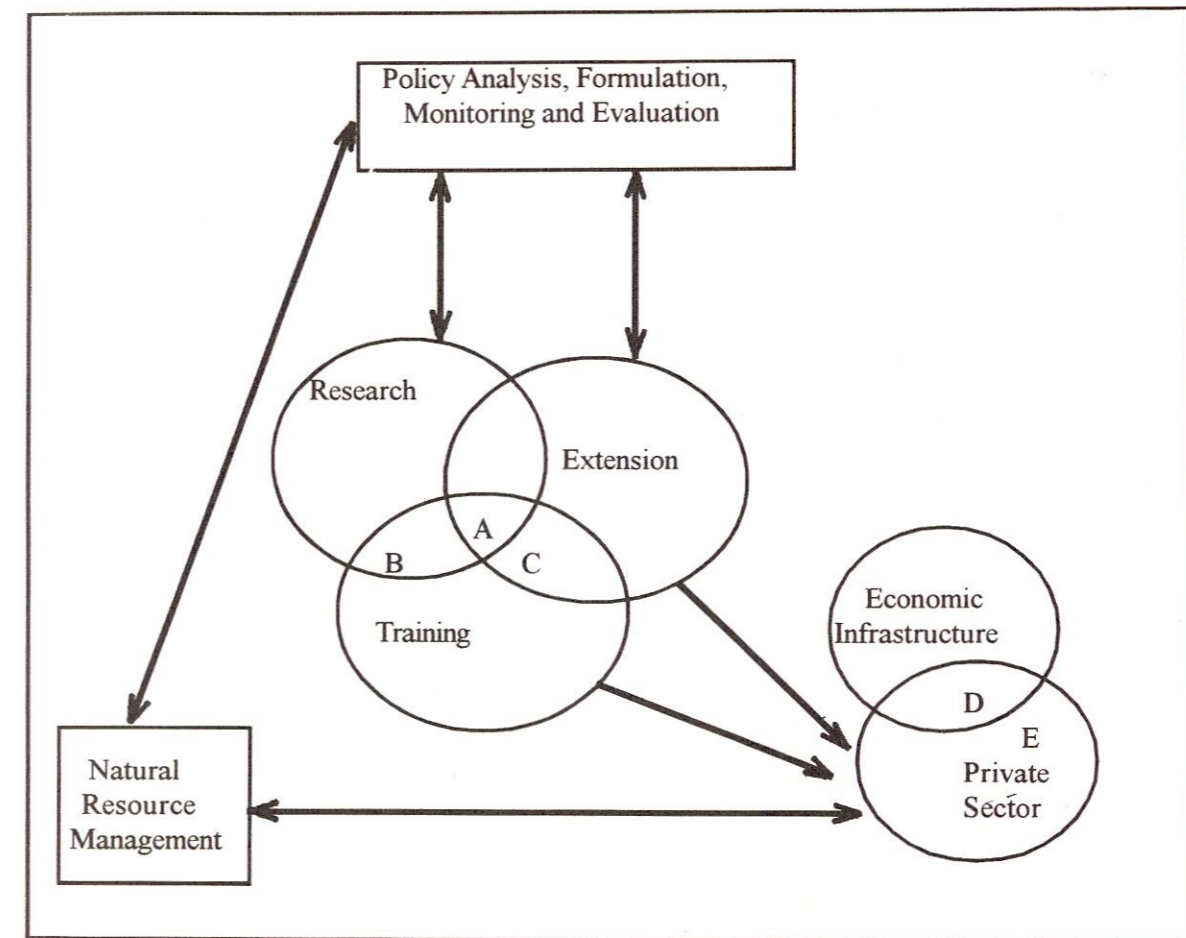 Policy Analysis, Formulation,
Monitoring and Evaluation
Research
Extension
A
B
C
Training
Economic
Infrastructure
D
E
Private
Sector
Natural
Resource
Management